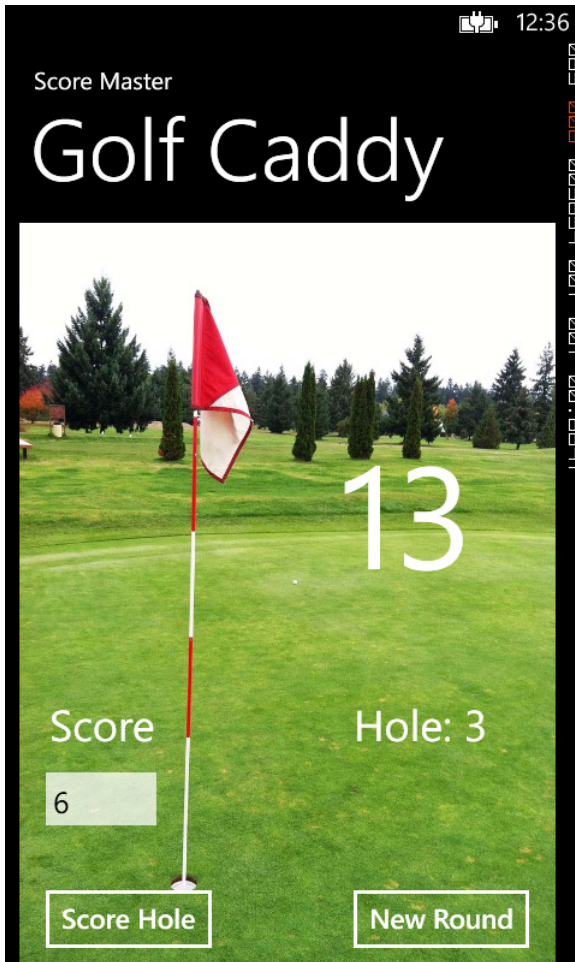 12:36
Score Master
Golf Caddy
13
Score
Hole: 3
6
Score Hole
New Round